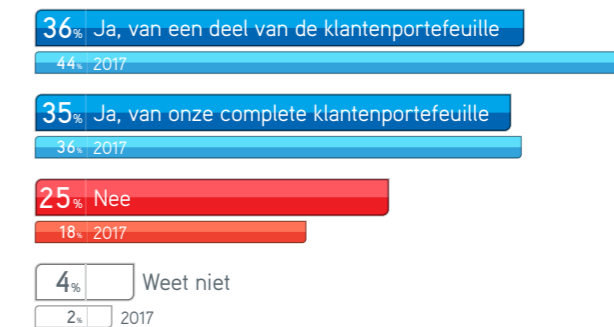 36% Ja, van een deel van de klantenportefeuille
44% 2017
35% Ja, van onze complete klantenportefeuille
36% 2017
25% Nee
18% 2017
4% Weet niet
2% 2017